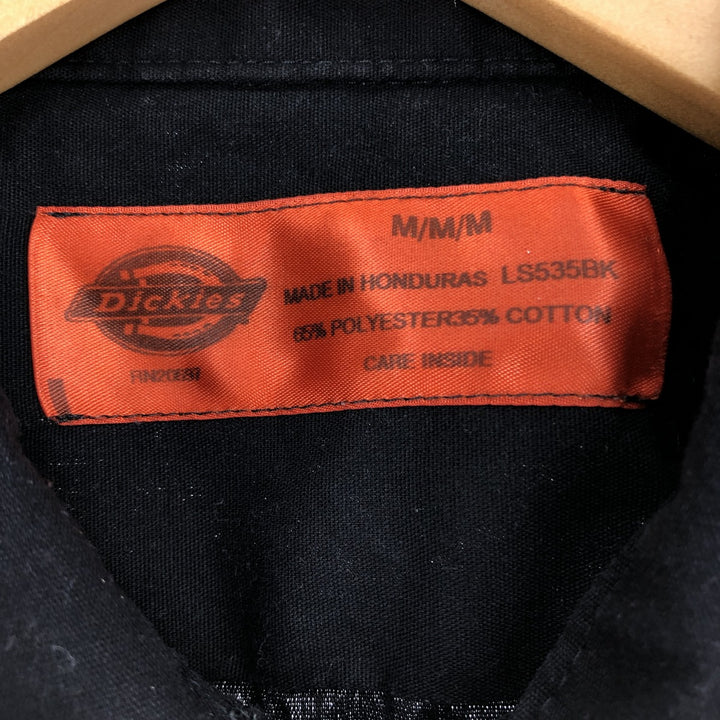 M/M/M
Dickies
MADE IN HONDURAS LS535BK
65% POLYESTER35% COTTON
CARE INSIDE